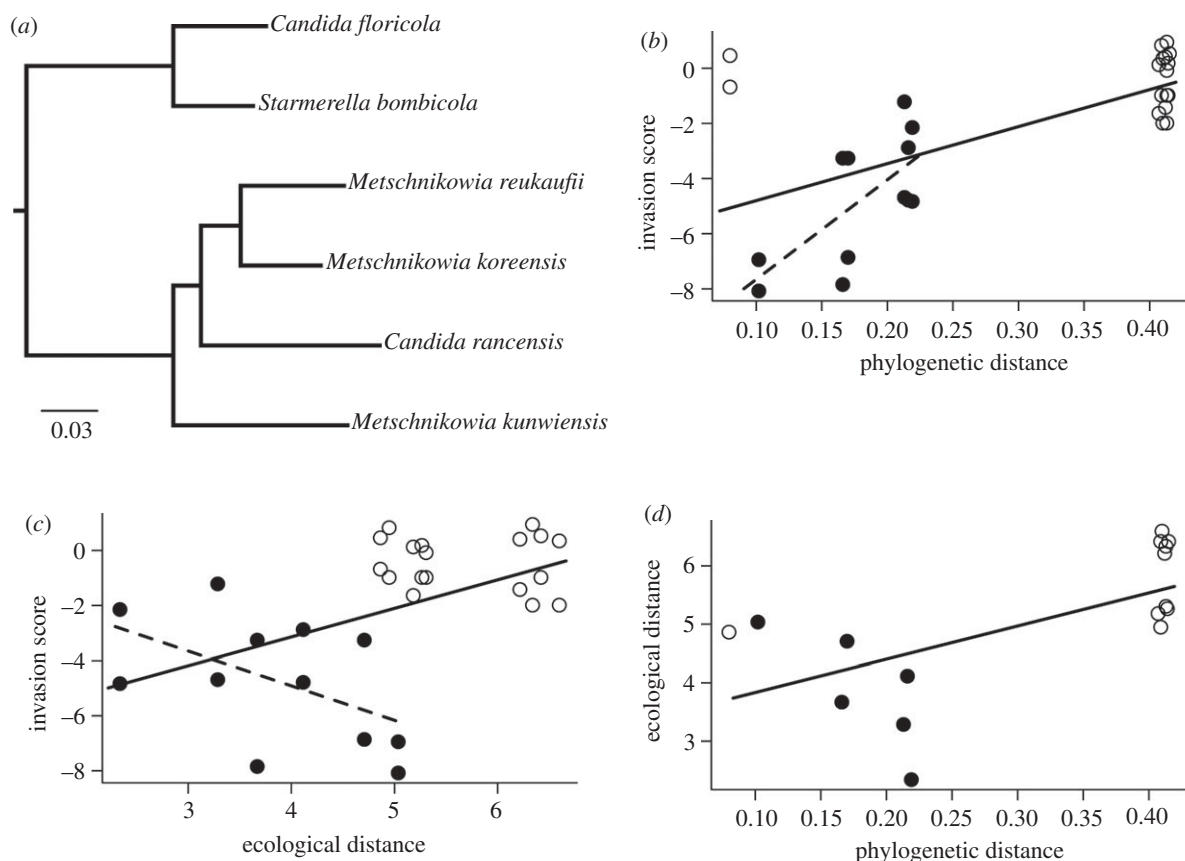 (a)
Candida floricola
Starmerella bombicola
Metschnikowia reukaufii
Metschnikowia koreensis
Candida rancensis
Metschnikowia kunwiensis
0.03
(b)
invasion score
0
–2
–4
–6
–8
0.10 0.15 0.20 0.25 0.30 0.35 0.40
phylogenetic distance
(c)
invasion score
0
–2
–4
–6
–8
3 4 5 6
ecological distance
(d)
ecological distance
6
5
4
3
0.10 0.15 0.20 0.25 0.30 0.35 0.40
phylogenetic distance